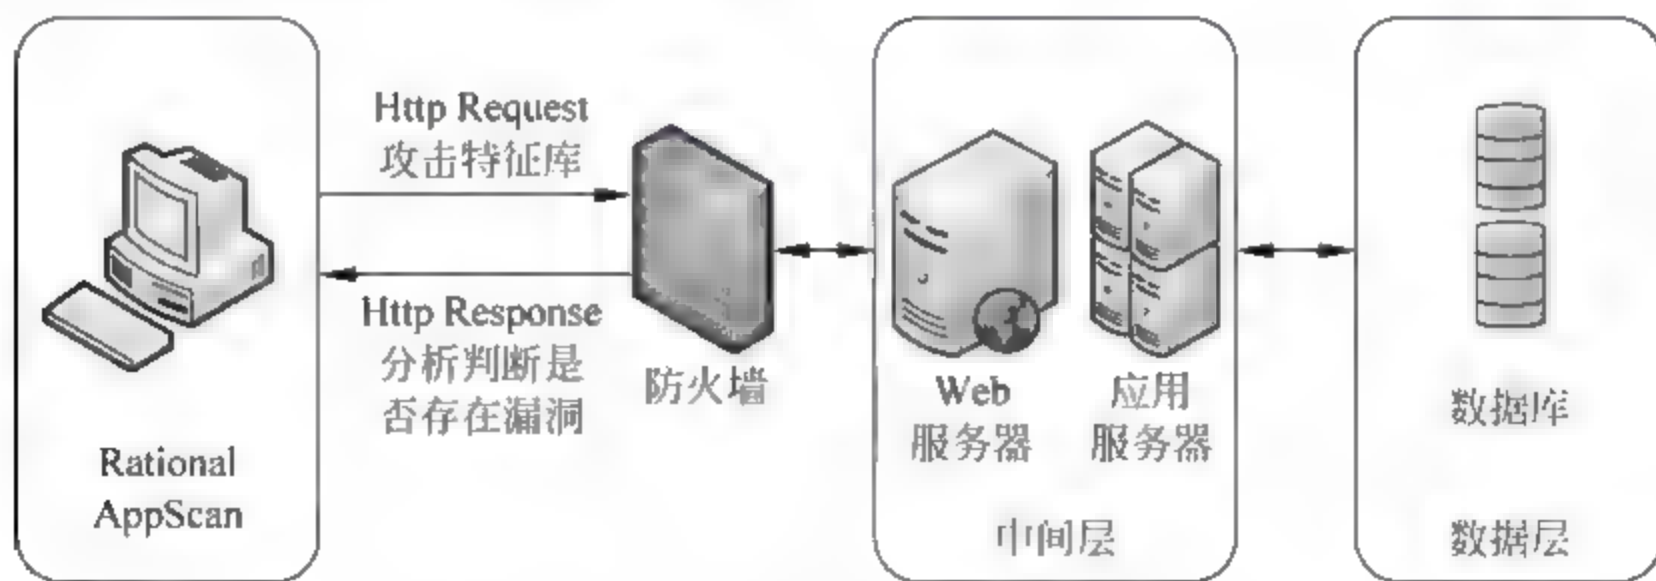 Http Request
攻击特征库
Http Response
分析判断是
否存在漏洞
Rational
AppScan
防火墙
Web
服务器
应用
服务器
中间层
数据库
数据层